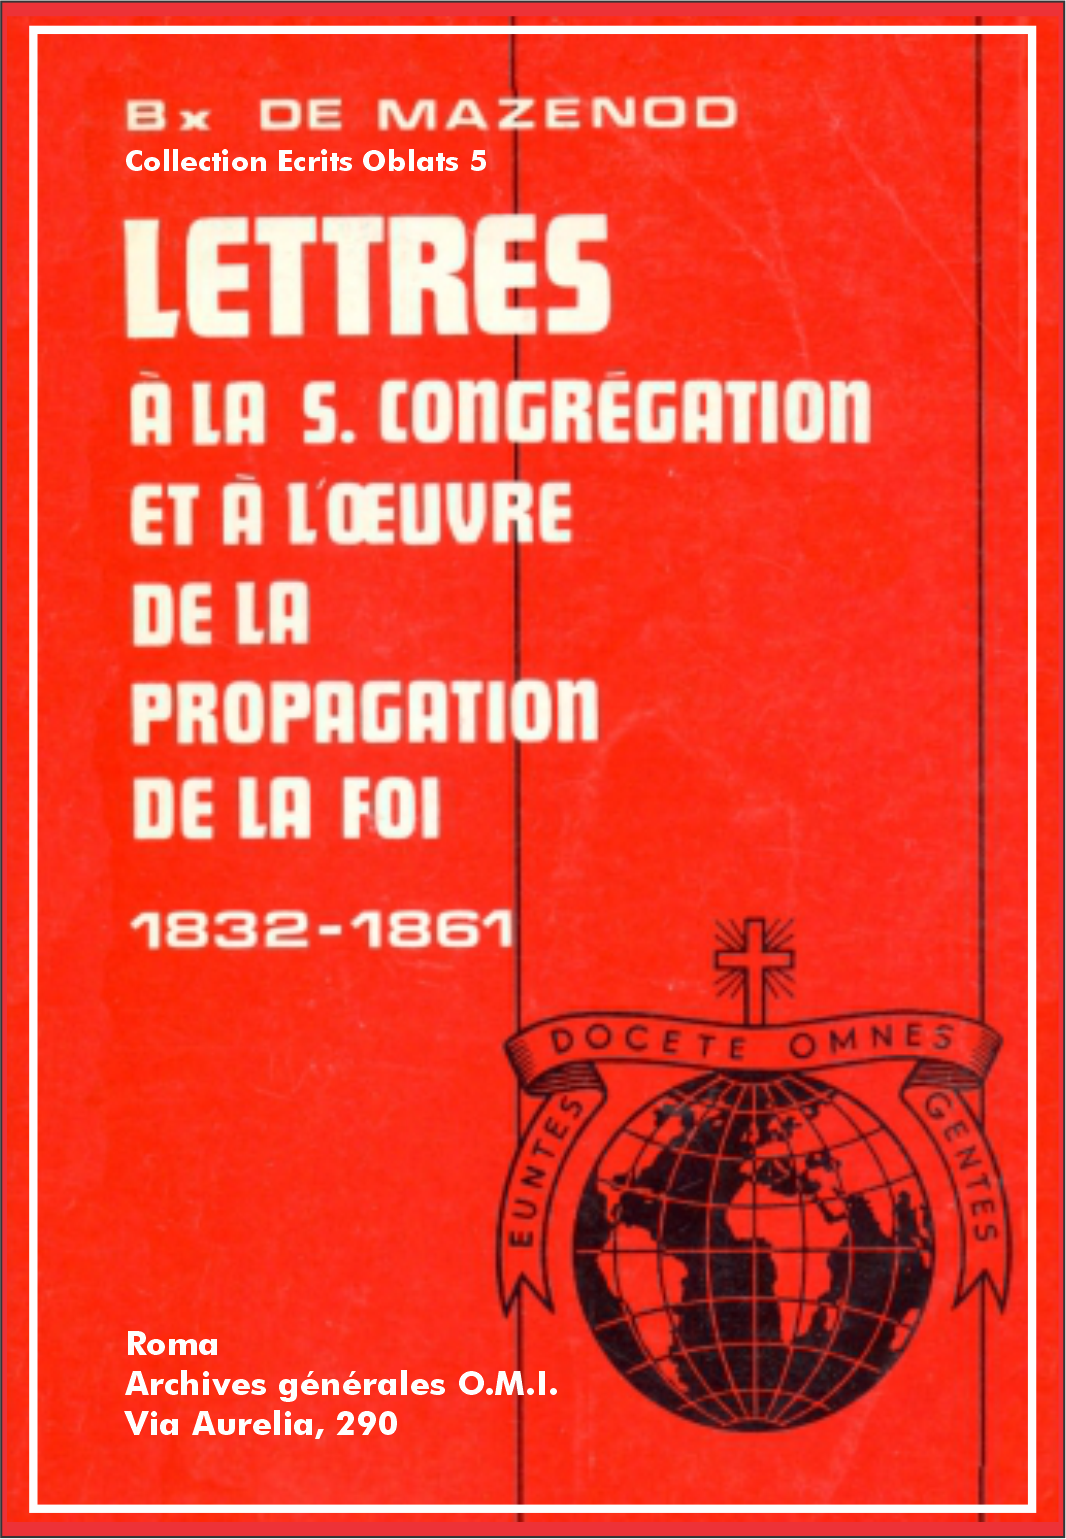 Bx DE MAZENOD
Collection Ecrits Oblats 5
LETTRES
À LA S. CONGRÉGATION
ET À L'ŒUVRE
DE LA
PROPAGATION
DE LA FOI
1832-1861
DOCETE OMNES
EUNTES
GENTES
Roma
Archives générales O.M.I.
Via Aurelia, 290